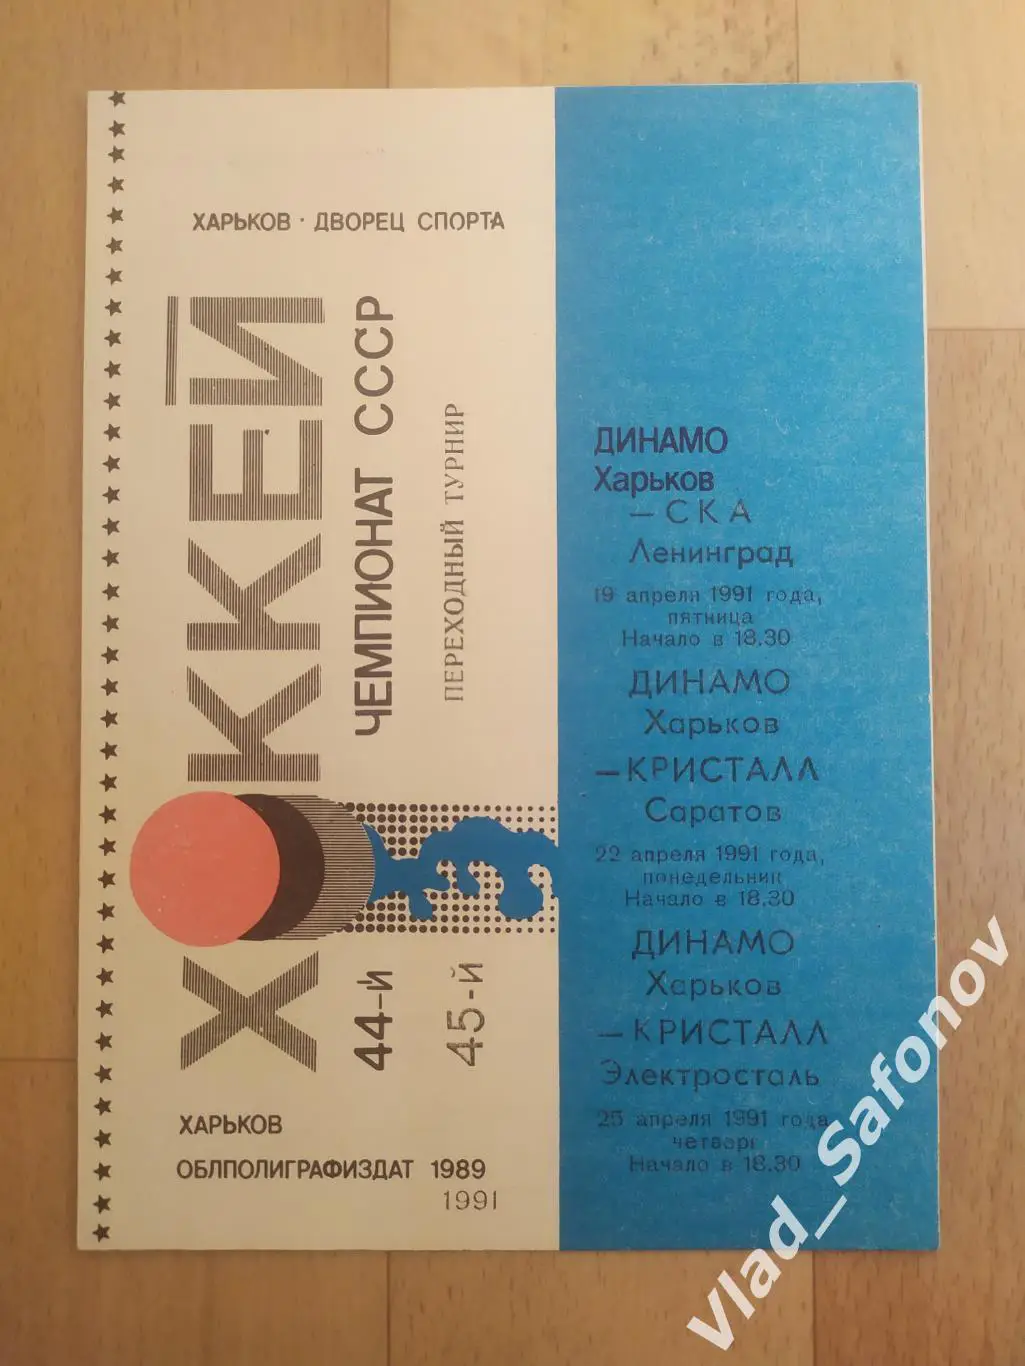 ХАРЬКОВ · ДВОРЕЦ СПОРТА
ХОККЕЙ
44-й ЧЕМПИОНАТ СССР
45-й ПЕРЕХОДНЫЙ ТУРНИР
ХАРЬКОВ
ОБЛПОЛИГРАФИЗДАТ 1989
1991
ДИНАМО
Харьков
—СКА
Ленинград
19 апреля 1991 года,
пятница
Начало в 18.30
ДИНАМО
Харьков
—КРИСТАЛЛ
Саратов
22 апреля 1991 года,
понедельник
Начало в 18.30
ДИНАМО
Харьков
—КРИСТАЛЛ
Электросталь
25 апреля 1991 года
четверг
Начало в 18.30
Vlad_Safonov